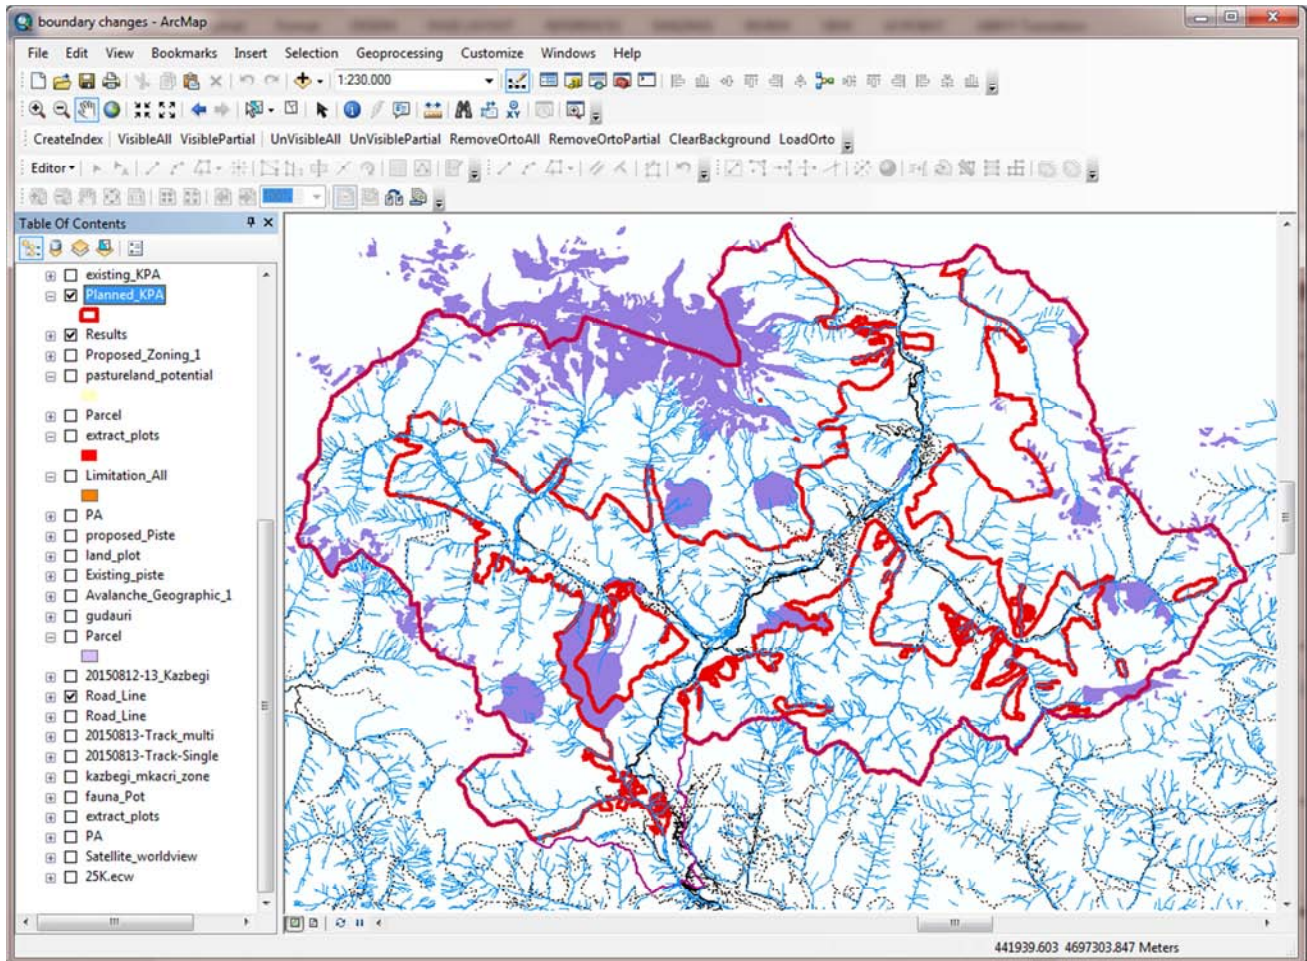 boundary changes - ArcMap
File Edit View Bookmarks Insert Selection Geoprocessing Customize Windows Help
1:230.000
CreateIndex VisibleAll VisiblePartial UnVisibleAll UnVisiblePartial RemoveOrtoAll RemoveOrtoPartial ClearBackground LoadOrto
Editor
Table Of Contents
existing_KPA
Planned_KPA
Results
Proposed_Zoning_1
pastureland_potential
Parcel
extract_plots
Limitation_All
PA
proposed_Piste
land_plot
Existing_piste
Avalanche_Geographic_1
gudauri
Parcel
20150812-13_Kazbegi
Road_Line
Road_Line
20150813-Track_multi
20150813-Track-Single
kazbegi_mkacri_zone
fauna_Pot
extract_plots
PA
Satellite_worldview
25K.ecw
441939.603 4697303.847 Meters